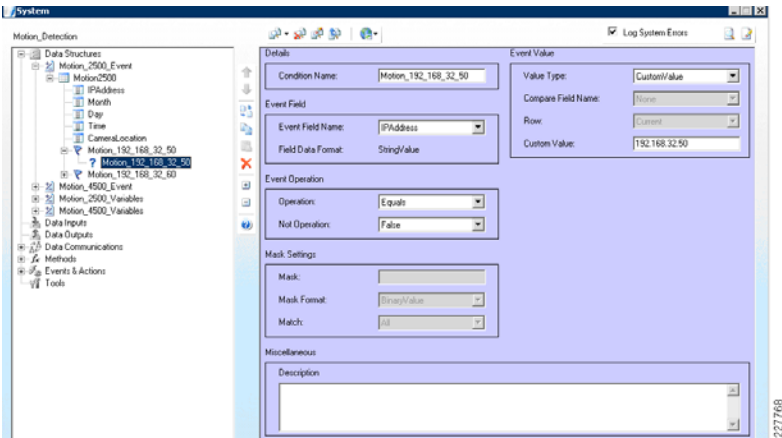 System
Motion_Detection
Log System Errors
Data Structures
Motion_2500_Event
Motion2500
IPAddress
Month
Day
Time
CameraLocation
Motion_192_168_32_50
? Motion_192_168_32_50
Motion_192_168_32_60
Motion_4500_Event
Motion_2500_Variables
Motion_4500_Variables
Data Inputs
Data Outputs
Data Communications
Methods
Events & Actions
Tools
Details
Condition Name: Motion_192_168_32_50
Event Field
Event Field Name: IPAddress
Field Data Format: StringValue
Event Operation
Operation: Equals
Not Operation: False
Mask Settings
Mask:
Mask Format: BinaryValue
Match: All
Miscellaneous
Description
Event Value
Value Type: CustomValue
Compare Field Name: None
Row: Current
Custom Value: 192.168.32.50
227768